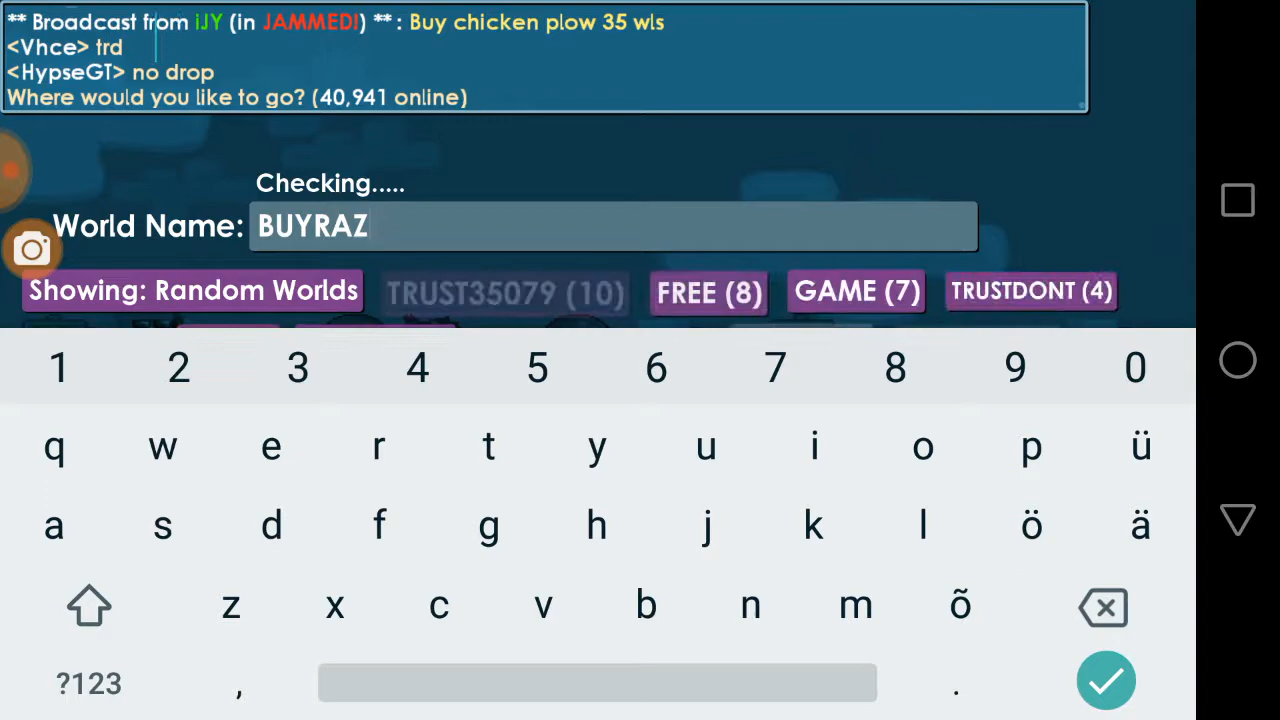 ** Broadcast from iJY (in JAMMED!) ** : Buy chicken plow 35 wls
<Vhce> trd
<HypseGT> no drop
Where would you like to go? (40,941 online)
Checking.....
World Name: BUYRAZ
Showing: Random Worlds TRUST35079 (10) FREE (8) GAME (7) TRUSTDONT (4)
1 2 3 4 5 6 7 8 9 0
q w e r t y u i o p ü
a s d f g h j k l ö ä
z x c v b n m õ
?123 , .